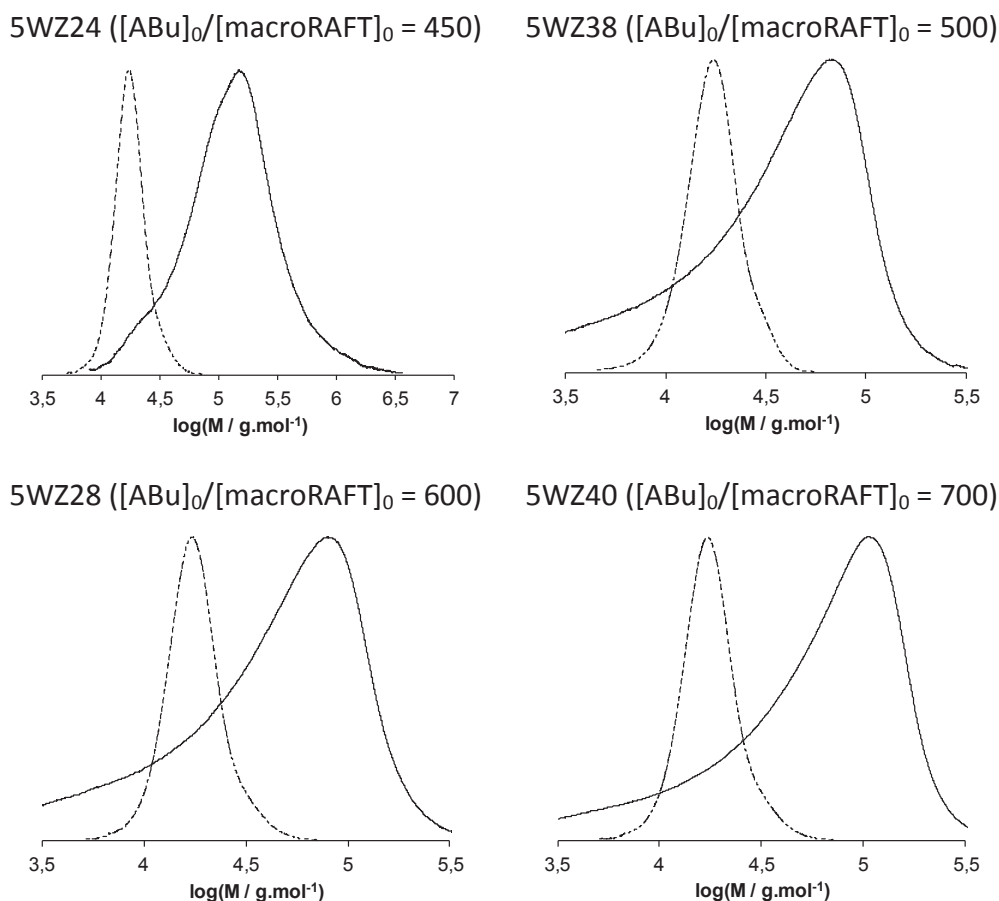 5WZ24 ([ABu]₀/[macroRAFT]₀ = 450)
5WZ38 ([ABu]₀/[macroRAFT]₀ = 500)
3,5 4 4,5 5 5,5 6 6,5 7
log(M / g.mol⁻¹)
3,5 4 4,5 5 5,5
log(M / g.mol⁻¹)
5WZ28 ([ABu]₀/[macroRAFT]₀ = 600)
5WZ40 ([ABu]₀/[macroRAFT]₀ = 700)
3,5 4 4,5 5 5,5
log(M / g.mol⁻¹)
3,5 4 4,5 5 5,5
log(M / g.mol⁻¹)